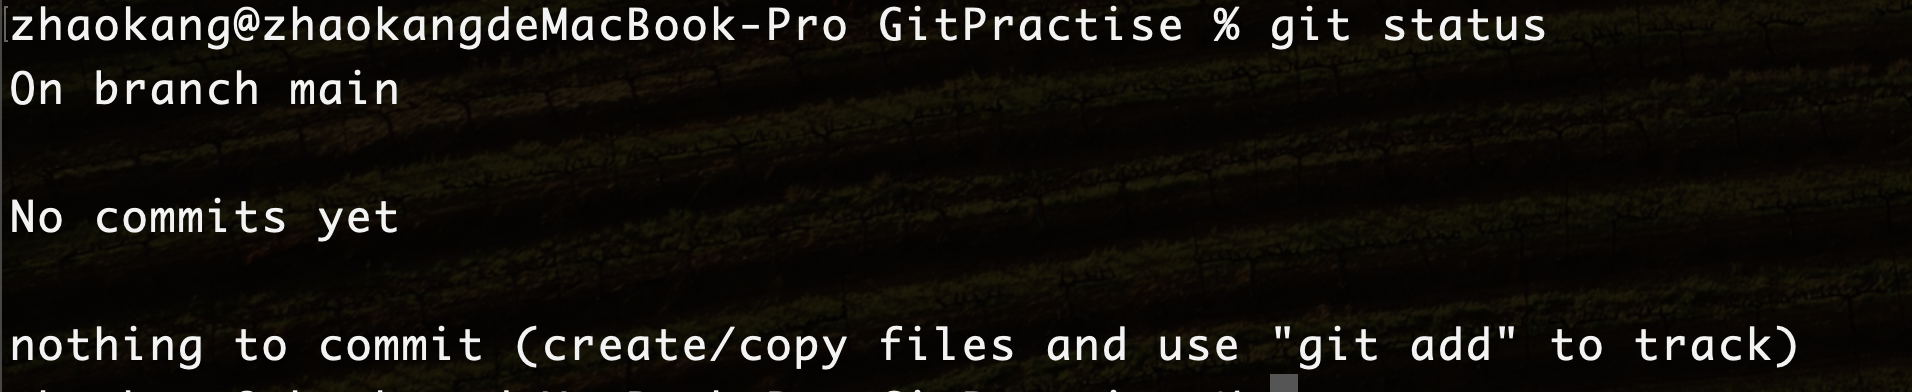 zhaokang@zhaokangdeMacBook-Pro GitPractise % git status
On branch main
No commits yet
nothing to commit (create/copy files and use "git add" to track)